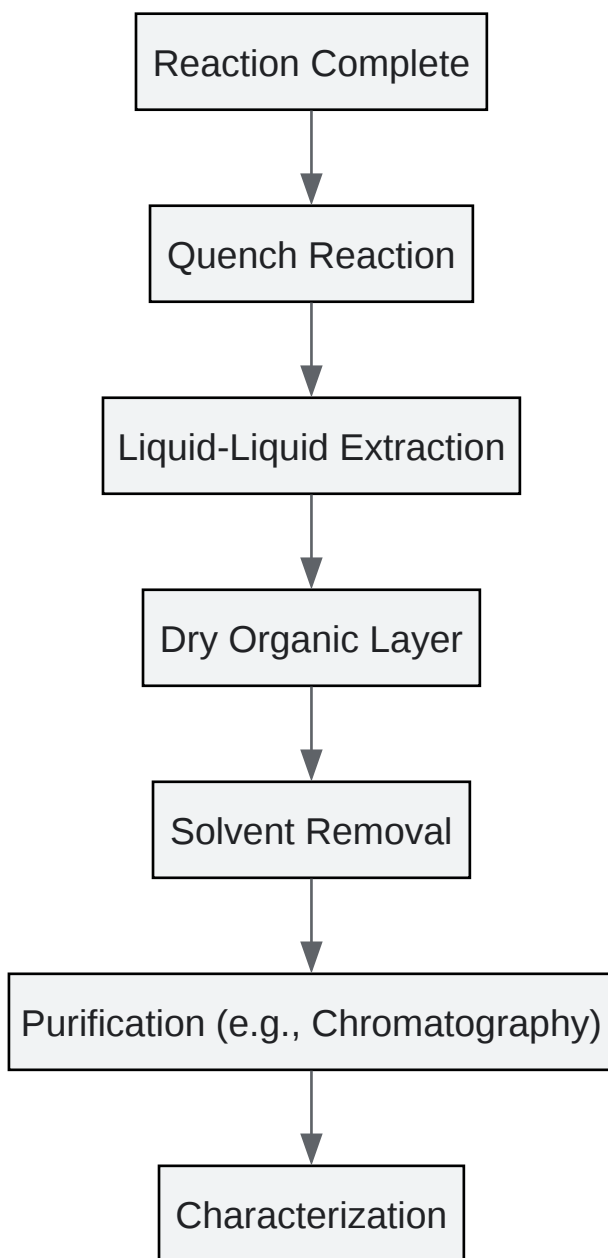 Reaction Complete
Quench Reaction
Liquid-Liquid Extraction
Dry Organic Layer
Solvent Removal
Purification (e.g., Chromatography)
Characterization